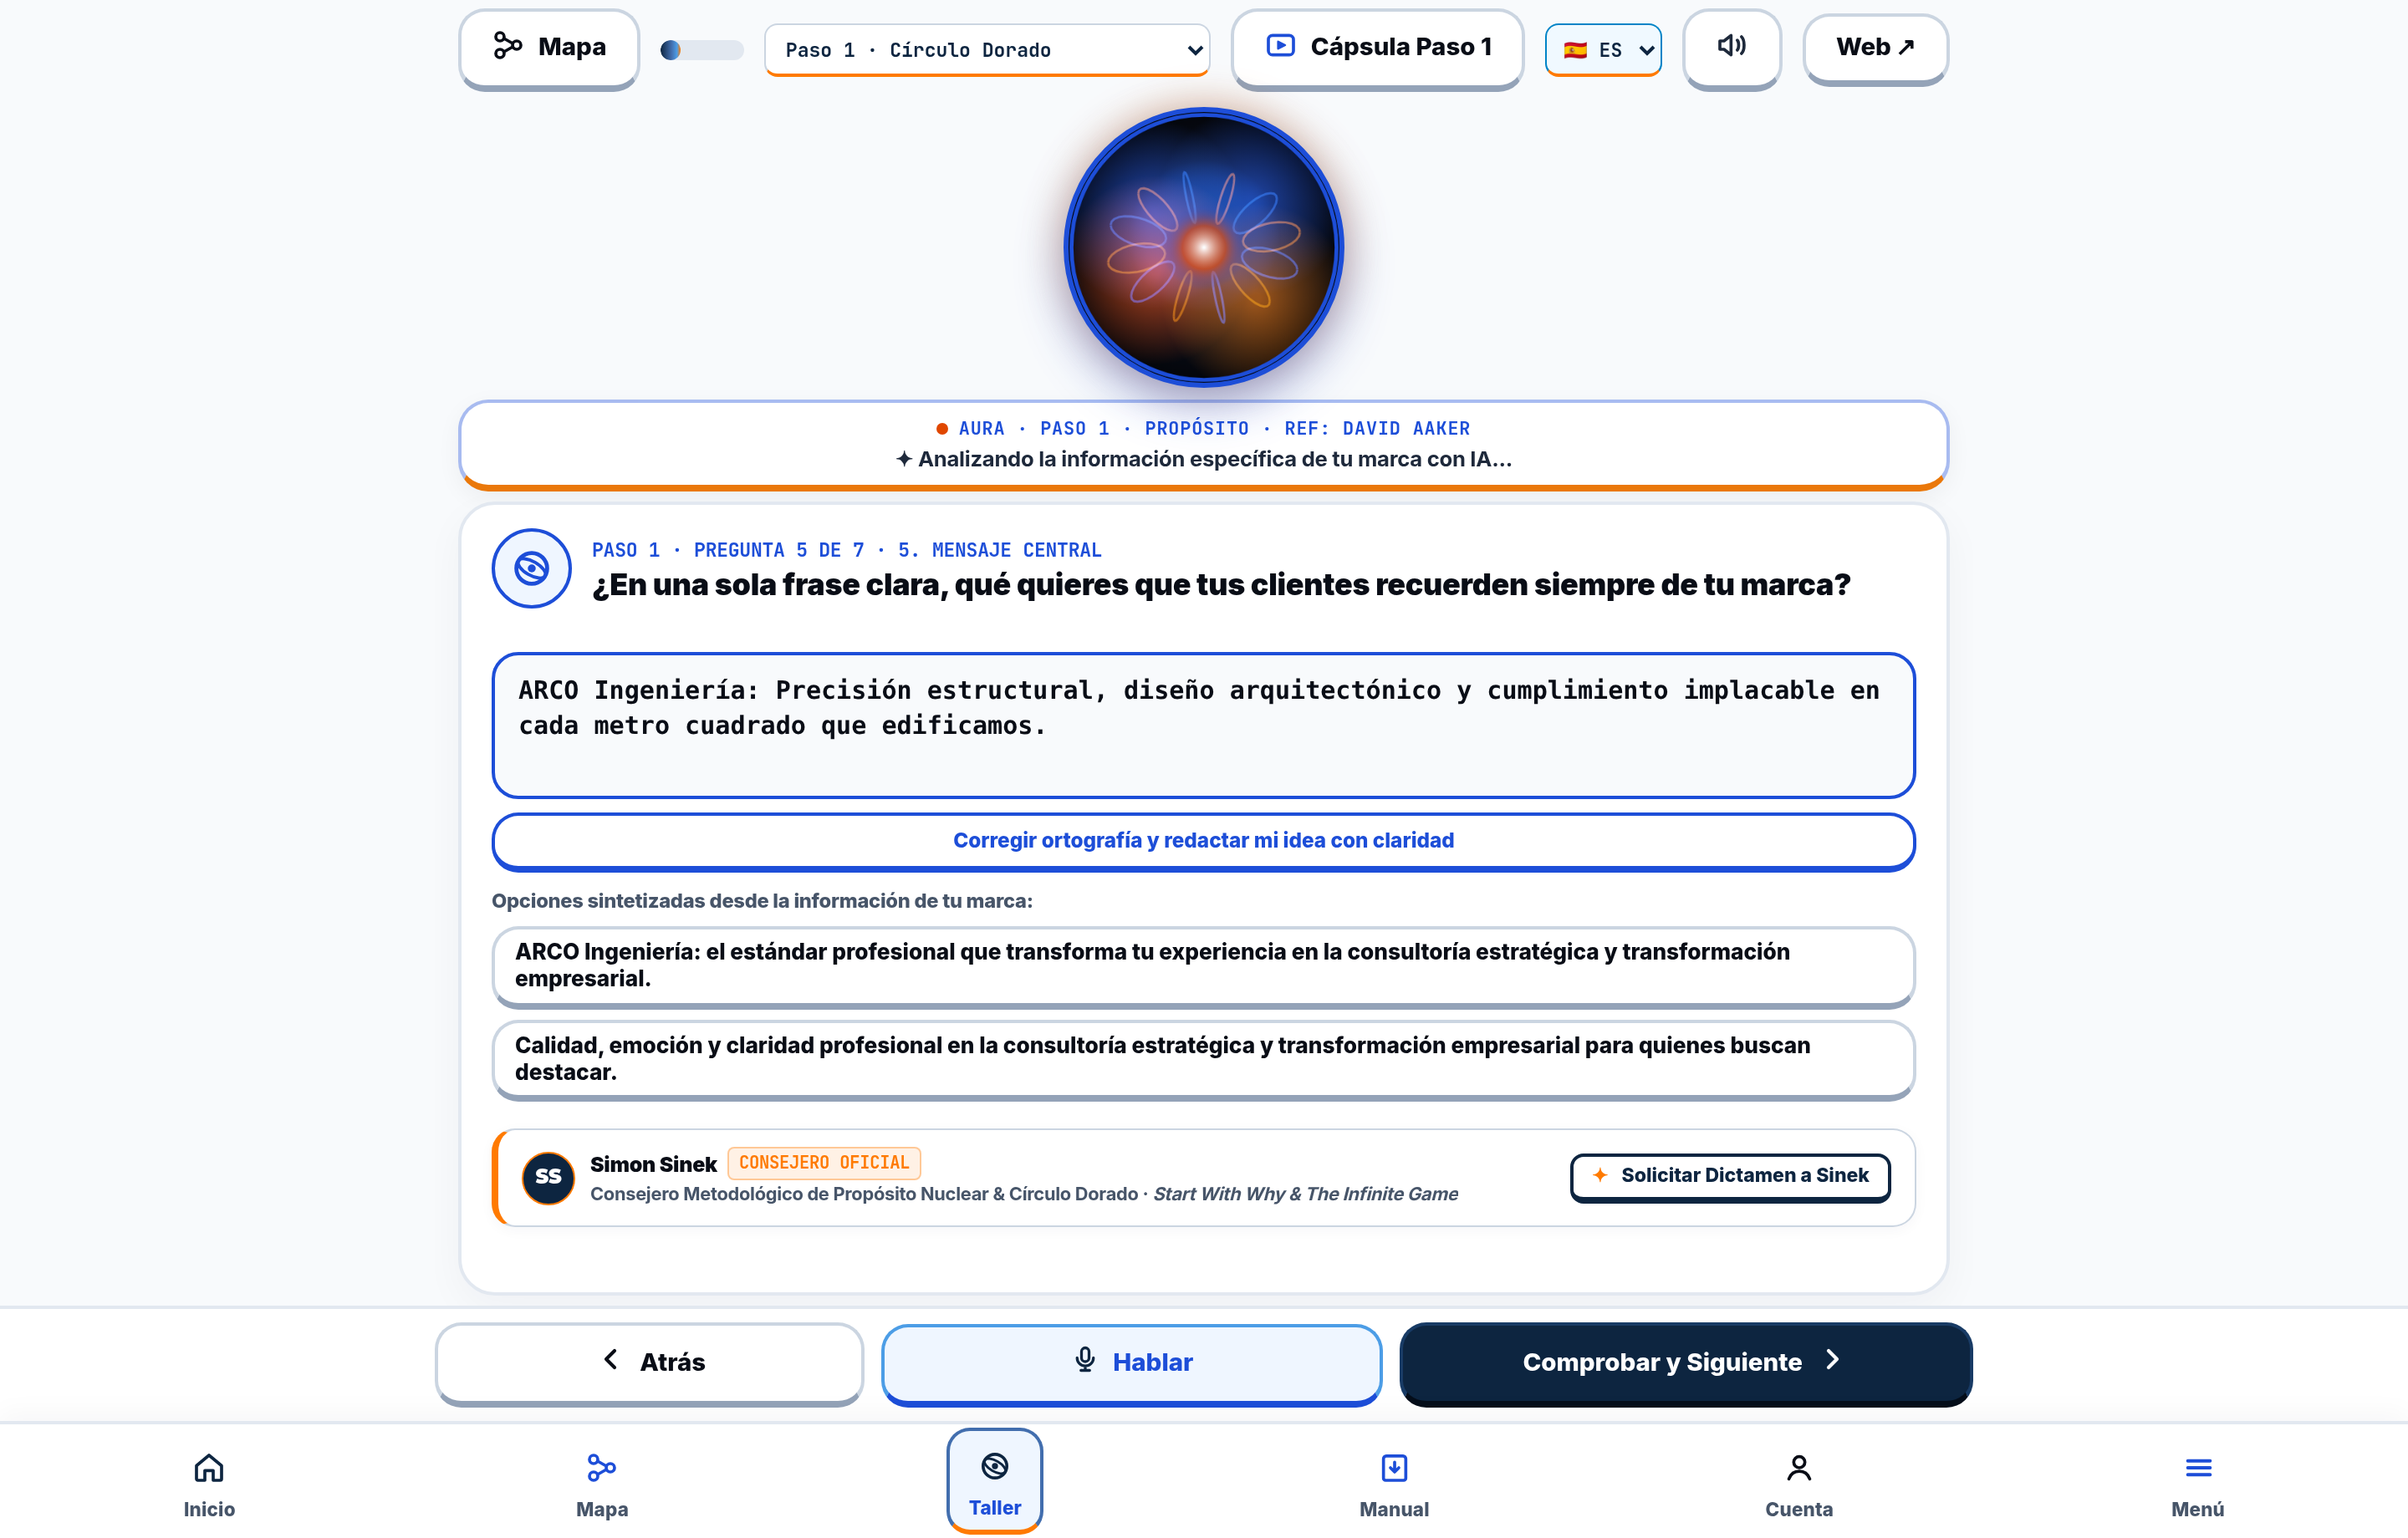 Mapa
Paso 1 · Círculo Dorado
Cápsula Paso 1
🇪🇸 ES
Web ↗
AURA · PASO 1 · PROPÓSITO · REF: DAVID AAKER
✦ Analizando la información específica de tu marca con IA...
PASO 1 · PREGUNTA 5 DE 7 · 5. MENSAJE CENTRAL
¿En una sola frase clara, qué quieres que tus clientes recuerden siempre de tu marca?
ARCO Ingeniería: Precisión estructural, diseño arquitectónico y cumplimiento implacable en
cada metro cuadrado que edificamos.
Corregir ortografía y redactar mi idea con claridad
Opciones sintetizadas desde la información de tu marca:
ARCO Ingeniería: el estándar profesional que transforma tu experiencia en la consultoría estratégica y transformación
empresarial.
Calidad, emoción y claridad profesional en la consultoría estratégica y transformación empresarial para quienes buscan
destacar.
SS
Simon Sinek CONSEJERO OFICIAL
Consejero Metodológico de Propósito Nuclear & Círculo Dorado · Start With Why & The Infinite Game
✦ Solicitar Dictamen a Sinek
Atrás
Hablar
Comprobar y Siguiente
Inicio
Mapa
Taller
Manual
Cuenta
Menú